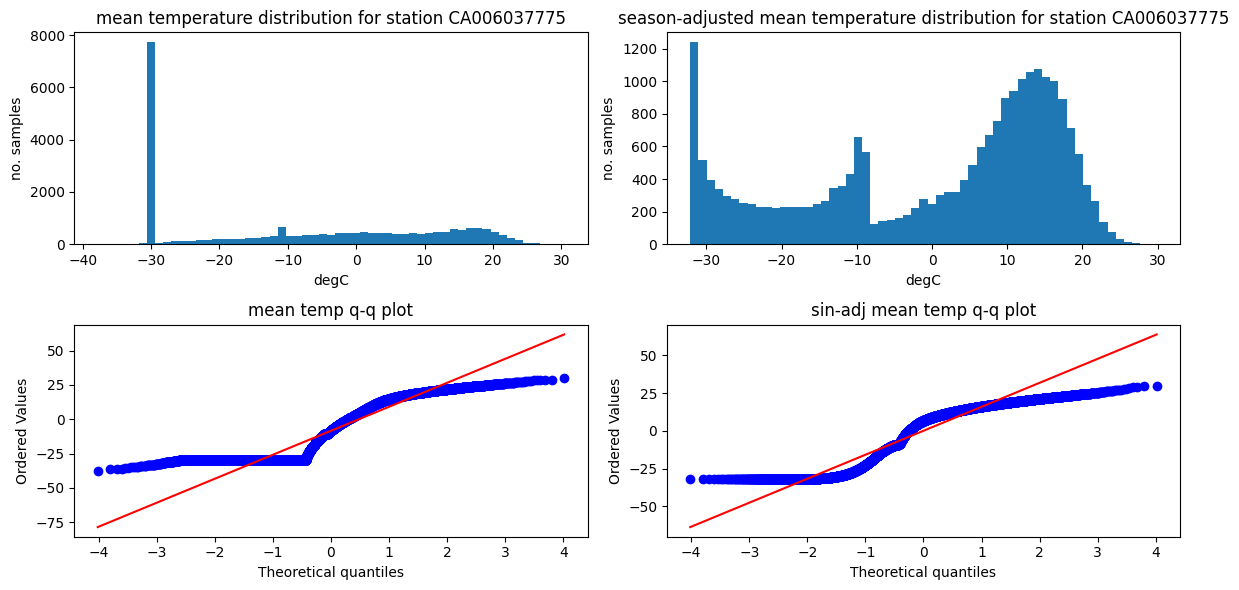 mean temperature distribution for station CA006037775
8000
6000
4000
2000
0
no. samples
−40 −30 −20 −10 0 10 20 30
degC
season-adjusted mean temperature distribution for station CA006037775
1200
1000
800
600
400
200
0
no. samples
−30 −20 −10 0 10 20 30
degC
mean temp q-q plot
50
25
0
−25
−50
−75
Ordered Values
−4 −3 −2 −1 0 1 2 3 4
Theoretical quantiles
sin-adj mean temp q-q plot
50
25
0
−25
−50
Ordered Values
−4 −3 −2 −1 0 1 2 3 4
Theoretical quantiles